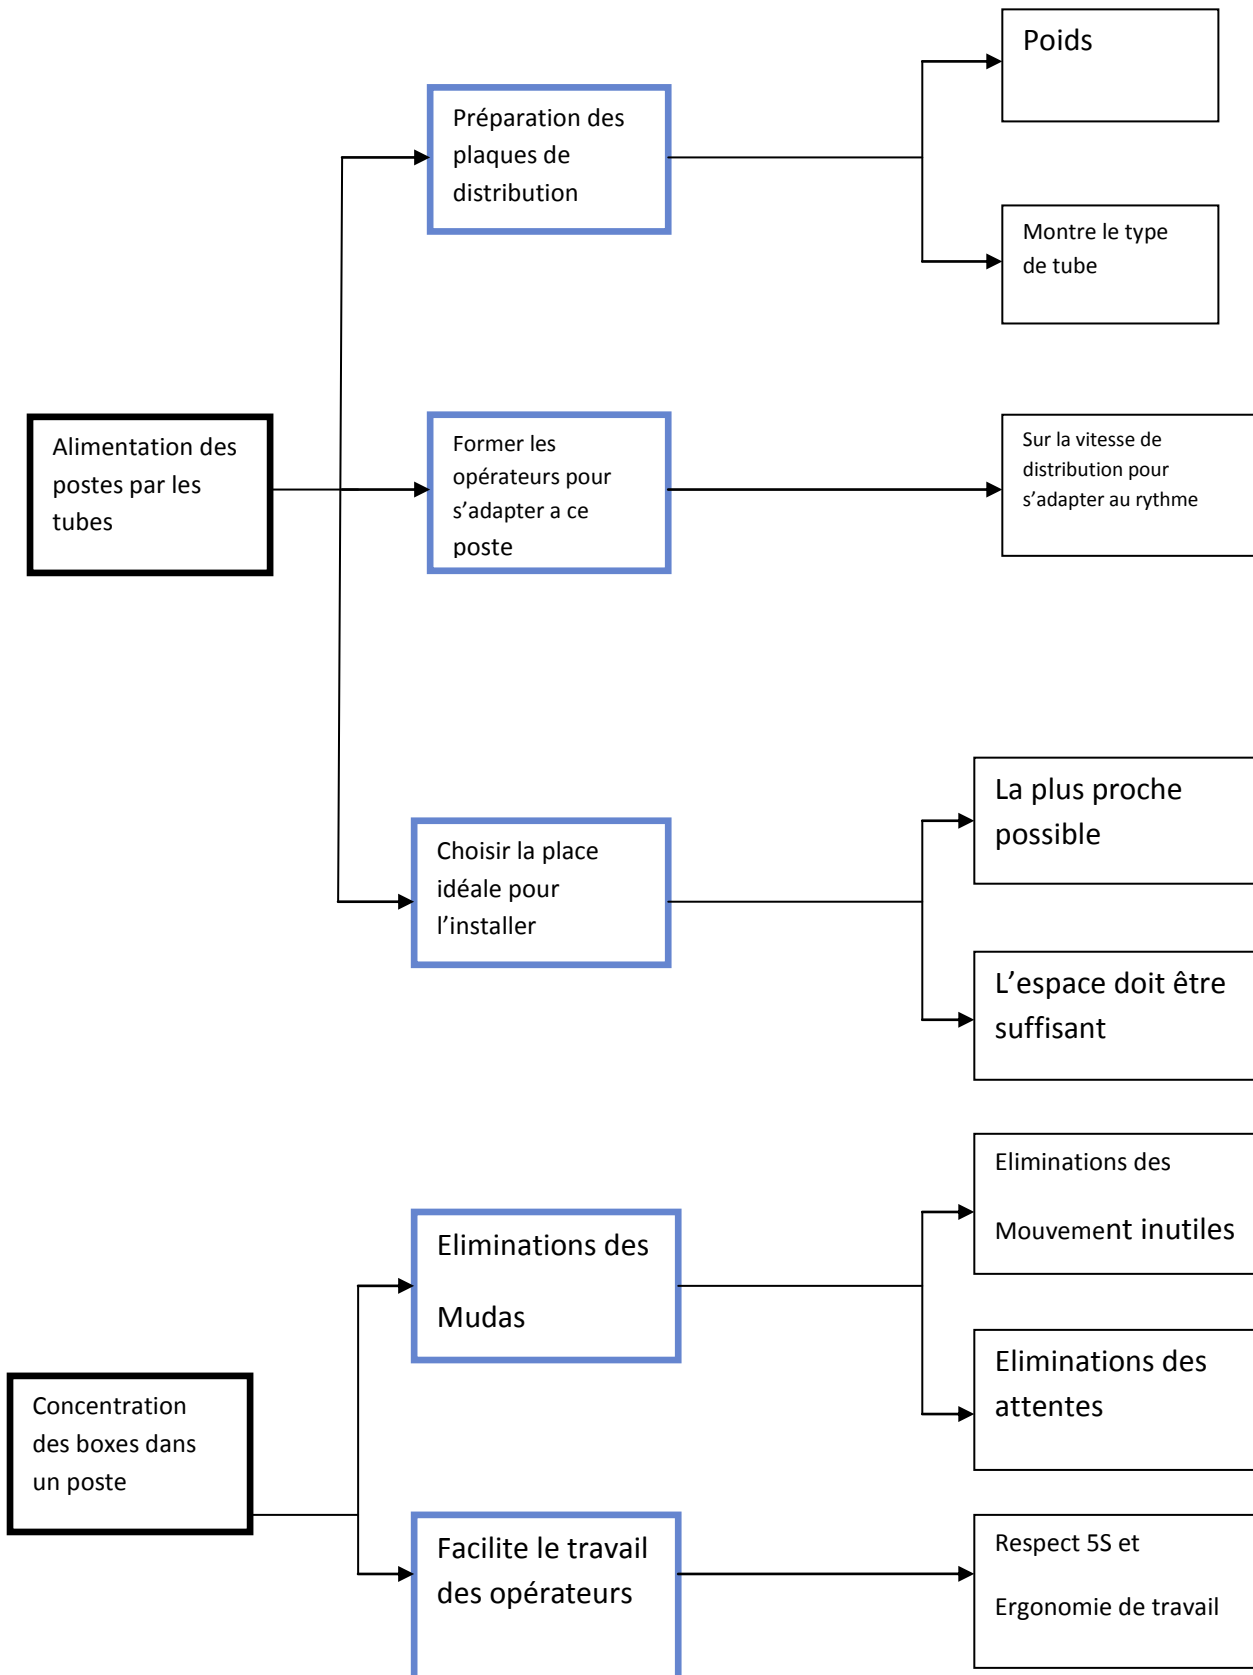 Poids
Préparation des
plaques de
distribution
Montre le type
de tube
Alimentation des
postes par les
tubes
Former les
opérateurs pour
s’adapter a ce
poste
Sur la vitesse de
distribution pour
s’adapter au rythme
Choisir la place
idéale pour
l’installer
La plus proche
possible
L’espace doit être
suffisant
Eliminations des
Mouvement inutiles
Eliminations des
Mudas
Eliminations des
attentes
Concentration
des boxes dans
un poste
Facilite le travail
des opérateurs
Respect 5S et
Ergonomie de travail